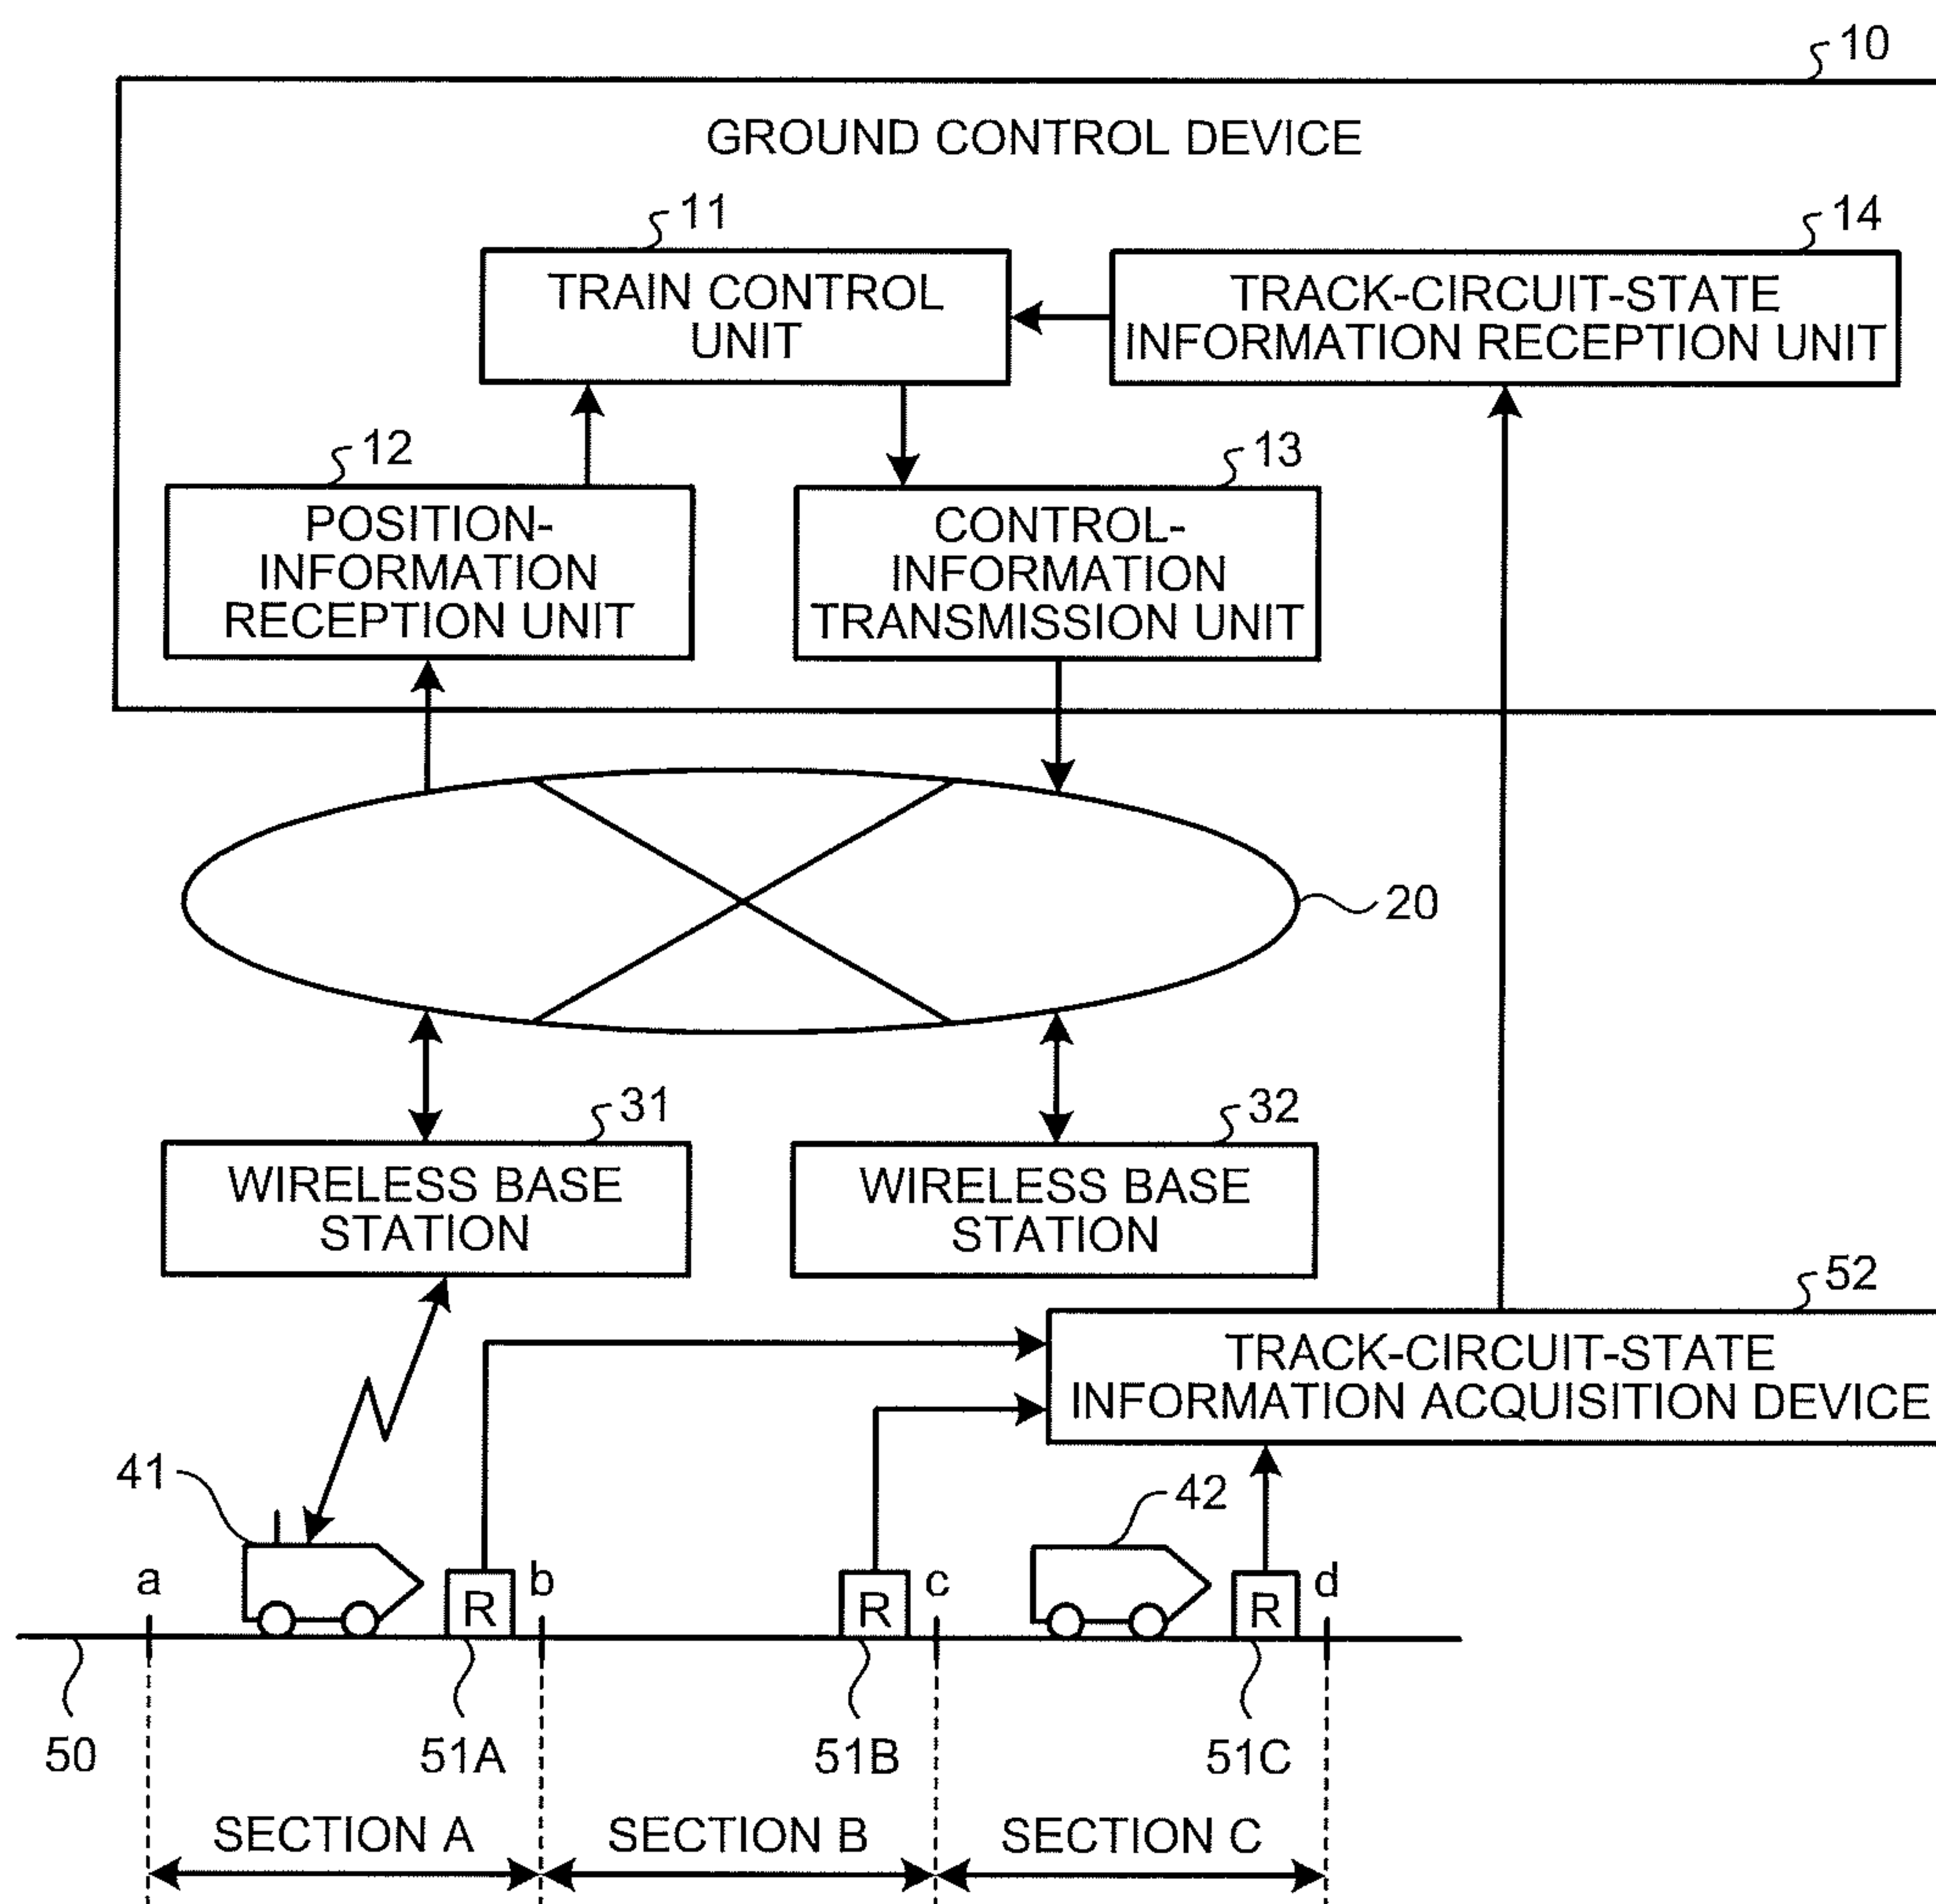 10
GROUND CONTROL DEVICE
11
14
TRAIN CONTROL
UNIT
TRACK-CIRCUIT-STATE
INFORMATION RECEPTION UNIT
12
13
POSITION-
INFORMATION
RECEPTION UNIT
CONTROL-
INFORMATION
TRANSMISSION UNIT
20
31
32
WIRELESS BASE
STATION
WIRELESS BASE
STATION
52
TRACK-CIRCUIT-STATE
INFORMATION ACQUISITION DEVICE
41
42
a
R
b
R
c
R
d
50
51A
51B
51C
SECTION A
SECTION B
SECTION C